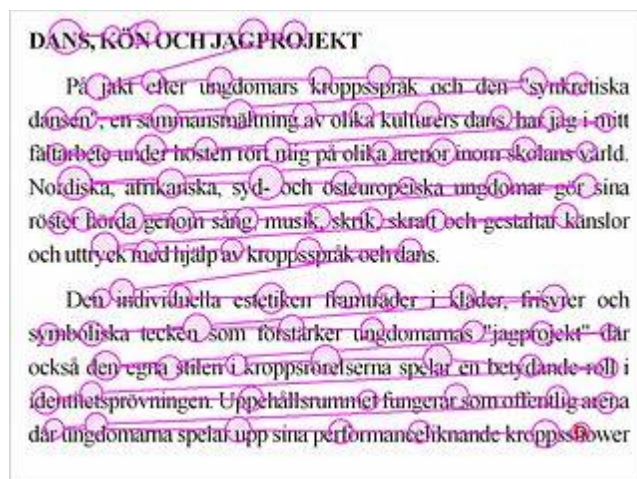 DANS, KÖN OCH JAGPROJEKT
På jakt efter ungdomars kroppsspråk och den "synkretiska
dansen", en sammansmältning av olika kulturers dans, har jag i mitt
fältarbete under hösten rört mig på olika arenor inom skolans värld.
Nordiska, afrikanska, syd- och östeuropeiska ungdomar gör sina
röster hörda genom sång, musik, skrik, skratt och gestaltar känslor
och uttryck med hjälp av kroppsspråk och dans.
Den individuella estetiken framträder i kläder, frisyrer och
symboliska tecken som förstärker ungdomarnas "jagprojekt" där
också den egna stilen i kroppsrörelserna spelar en betydande roll i
identitetsprövningen. Uppehållsrummet fungerar som offentlig arena
där ungdomarna spelar upp sina performanceliknande kroppsshower